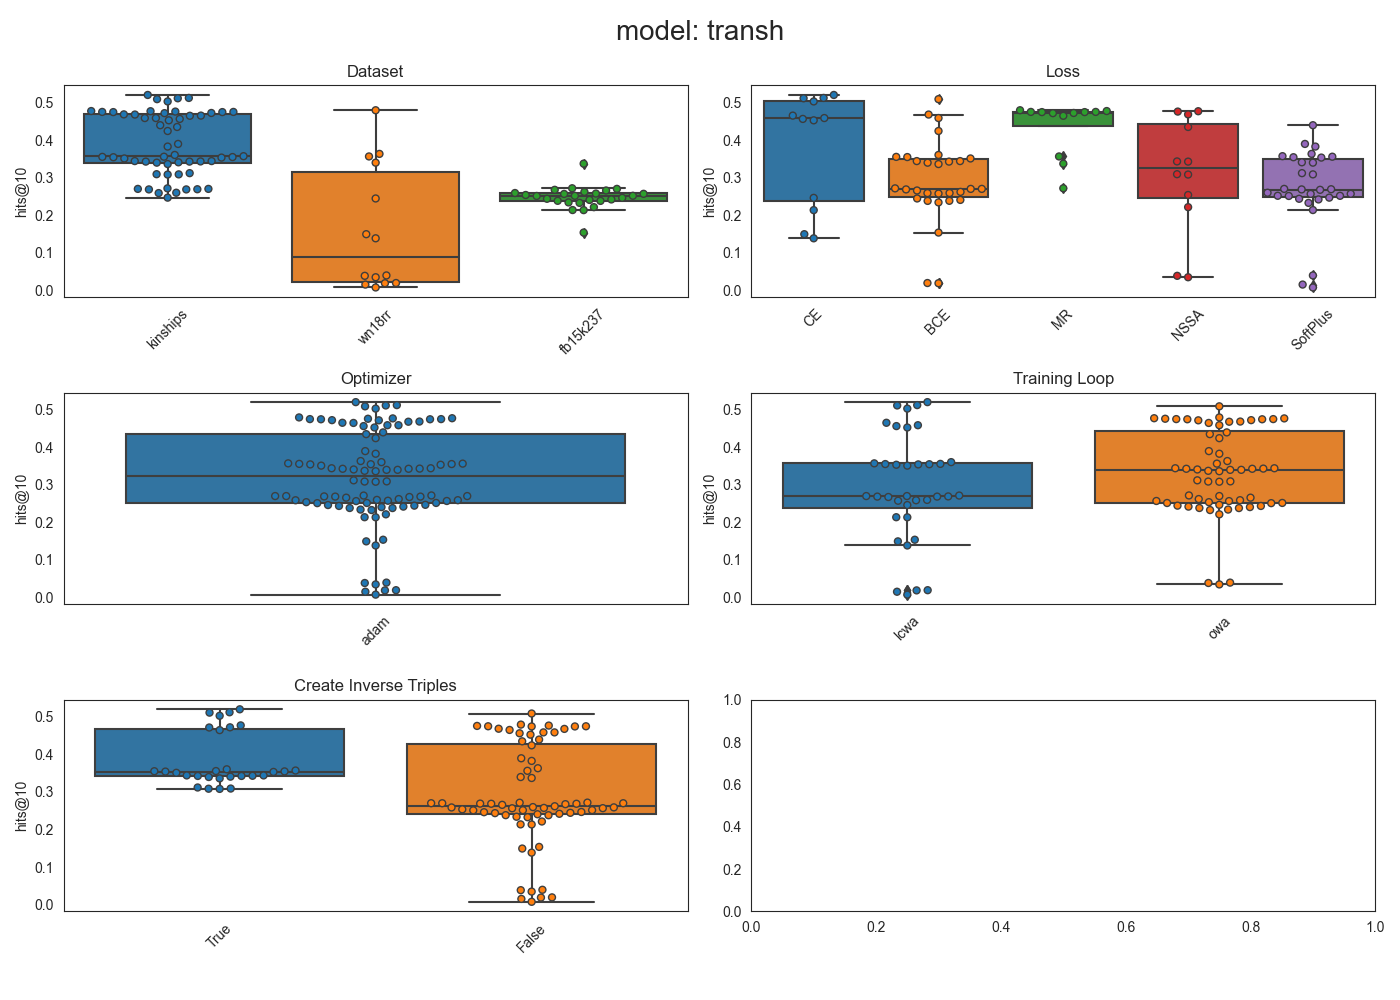 model: transh
Dataset
Loss
hits@10
0.5
0.4
0.3
0.2
0.1
0.0
kinships
wn18rr
fb15k237
hits@10
0.5
0.4
0.3
0.2
0.1
0.0
CE
BCE
MR
NSSA
SoftPlus
Optimizer
Training Loop
hits@10
0.5
0.4
0.3
0.2
0.1
0.0
adam
hits@10
0.5
0.4
0.3
0.2
0.1
0.0
lcwa
owa
Create Inverse Triples
hits@10
0.5
0.4
0.3
0.2
0.1
0.0
True
False
1.0
0.8
0.6
0.4
0.2
0.0
0.0 0.2 0.4 0.6 0.8 1.0